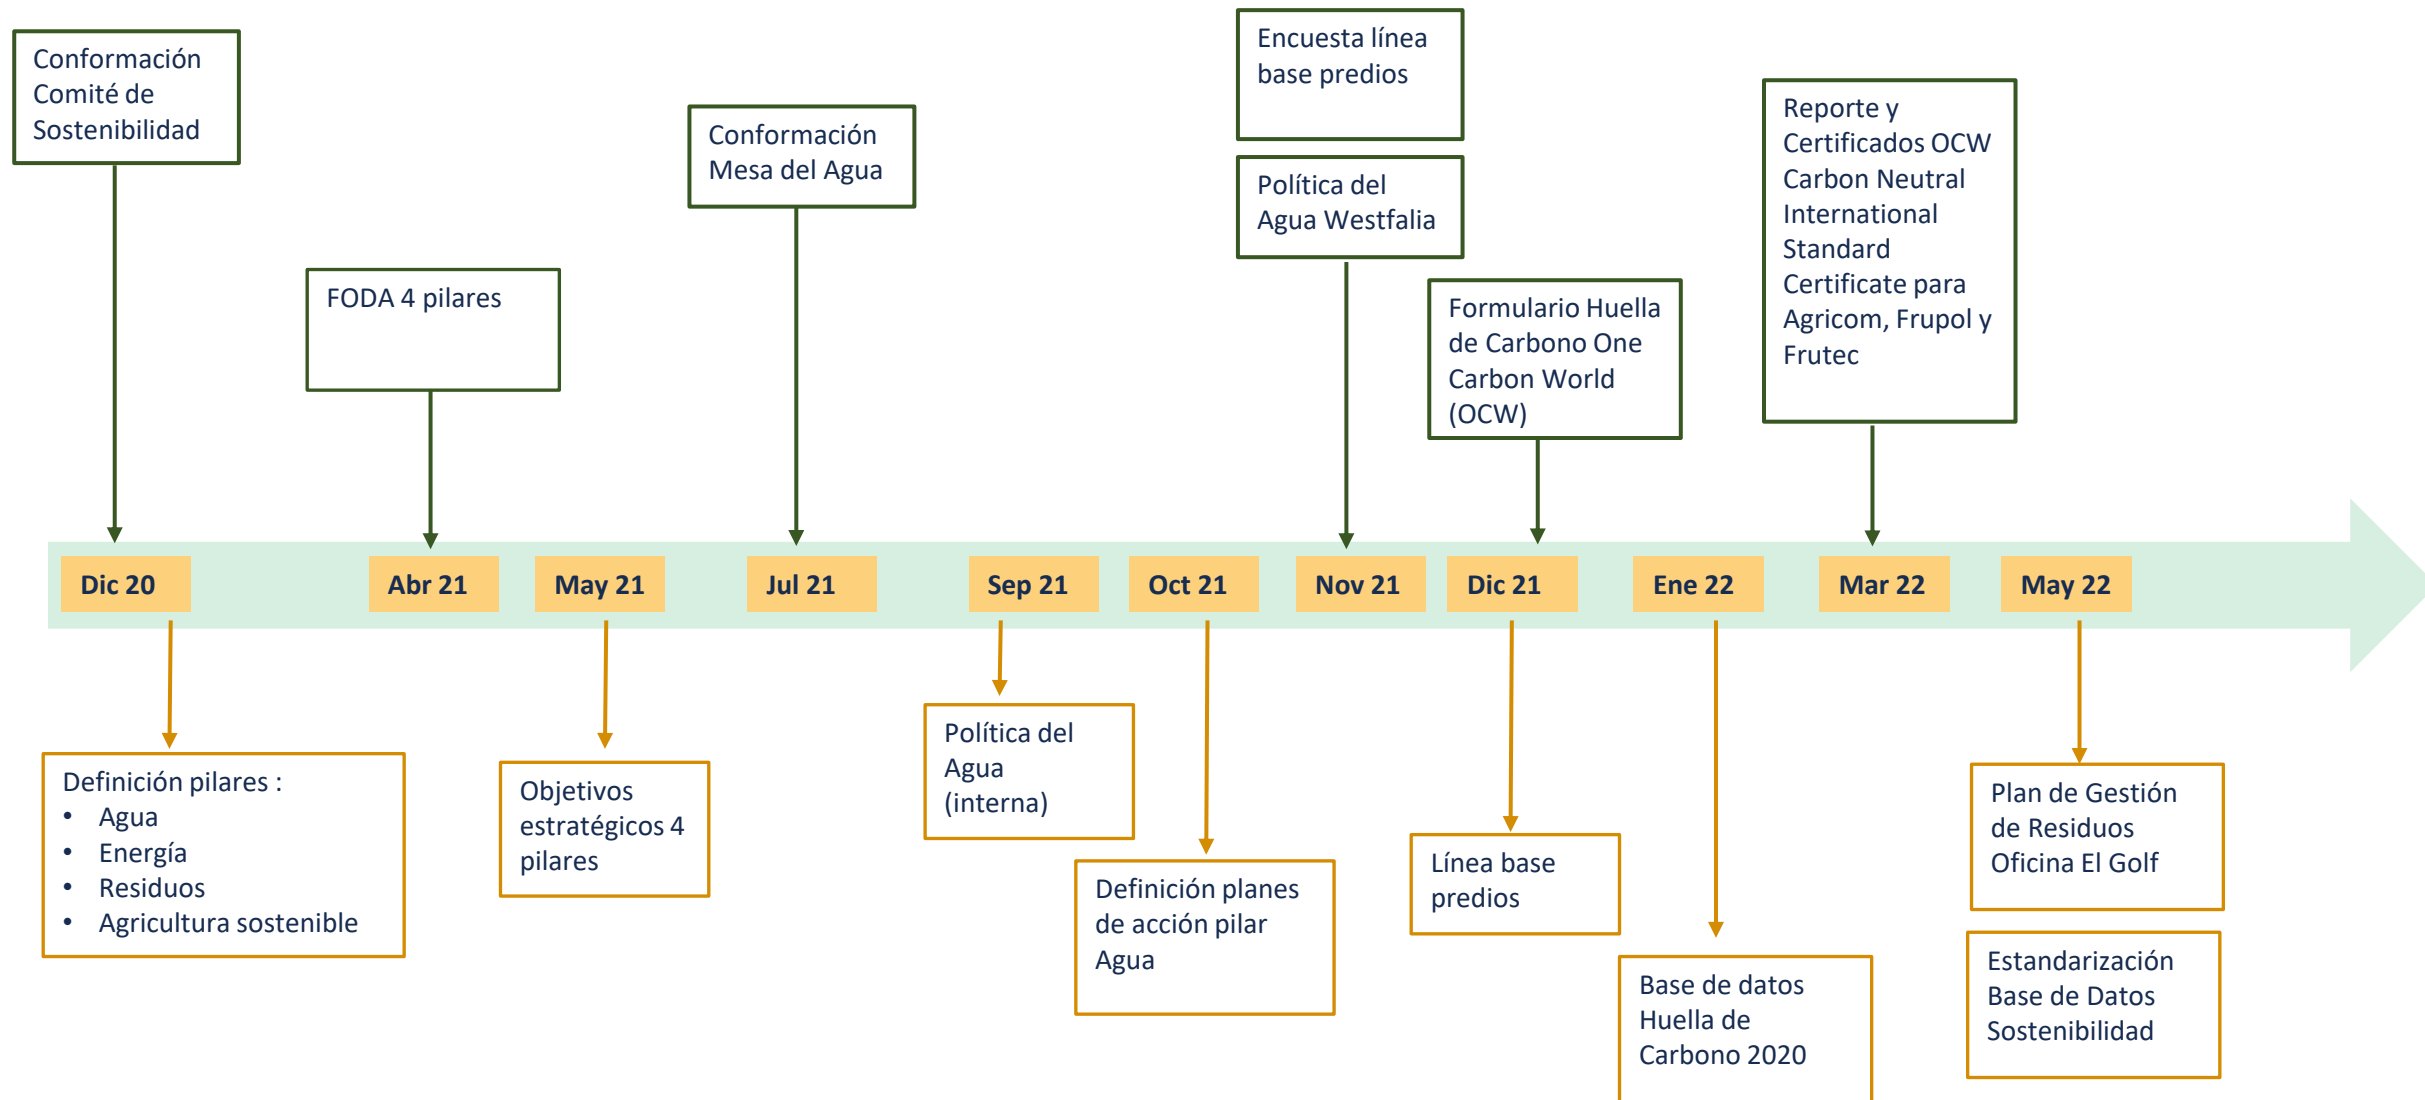 Conformación
Comité de
Sostenibilidad
FODA 4 pilares
Conformación
Mesa del Agua
Encuesta línea
base predios
Política del
Agua Westfalia
Formulario Huella
de Carbono One
Carbon World
(OCW)
Reporte y
Certificados OCW
Carbon Neutral
International
Standard
Certificate para
Agricom, Frupol y
Frutec
Dic 20
Abr 21
May 21
Jul 21
Sep 21
Oct 21
Nov 21
Dic 21
Ene 22
Mar 22
May 22
Definición pilares :
• Agua
• Energía
• Residuos
• Agricultura sostenible
Objetivos
estratégicos 4
pilares
Política del
Agua
(interna)
Definición planes
de acción pilar
Agua
Línea base
predios
Base de datos
Huella de
Carbono 2020
Plan de Gestión
de Residuos
Oficina El Golf
Estandarización
Base de Datos
Sostenibilidad